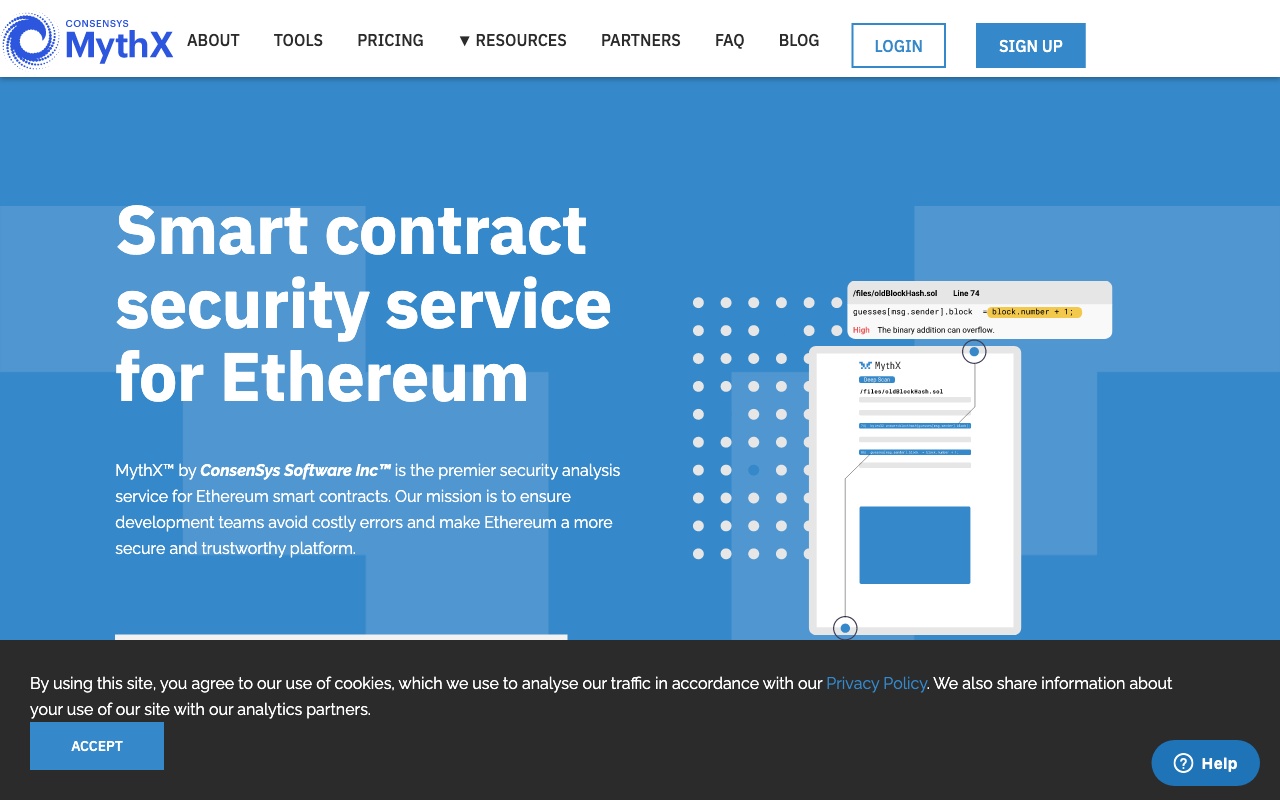 CONSENSYS
MythX
ABOUT
TOOLS
PRICING
▼ RESOURCES
PARTNERS
FAQ
BLOG
LOGIN
SIGN UP
Smart contract
security service
for Ethereum
MythX™ by ConsenSys Software Inc™ is the premier security analysis
service for Ethereum smart contracts. Our mission is to ensure
development teams avoid costly errors and make Ethereum a more
secure and trustworthy platform.
/files/oldBlockHash.sol Line 74
guesses[msg.sender].block = block.number + 1;
High The binary addition can overflow.
MythX
Deep Scan
/files/oldBlockHash.sol
By using this site, you agree to our use of cookies, which we use to analyse our traffic in accordance with our Privacy Policy. We also share information about
your use of our site with our analytics partners.
ACCEPT
Help